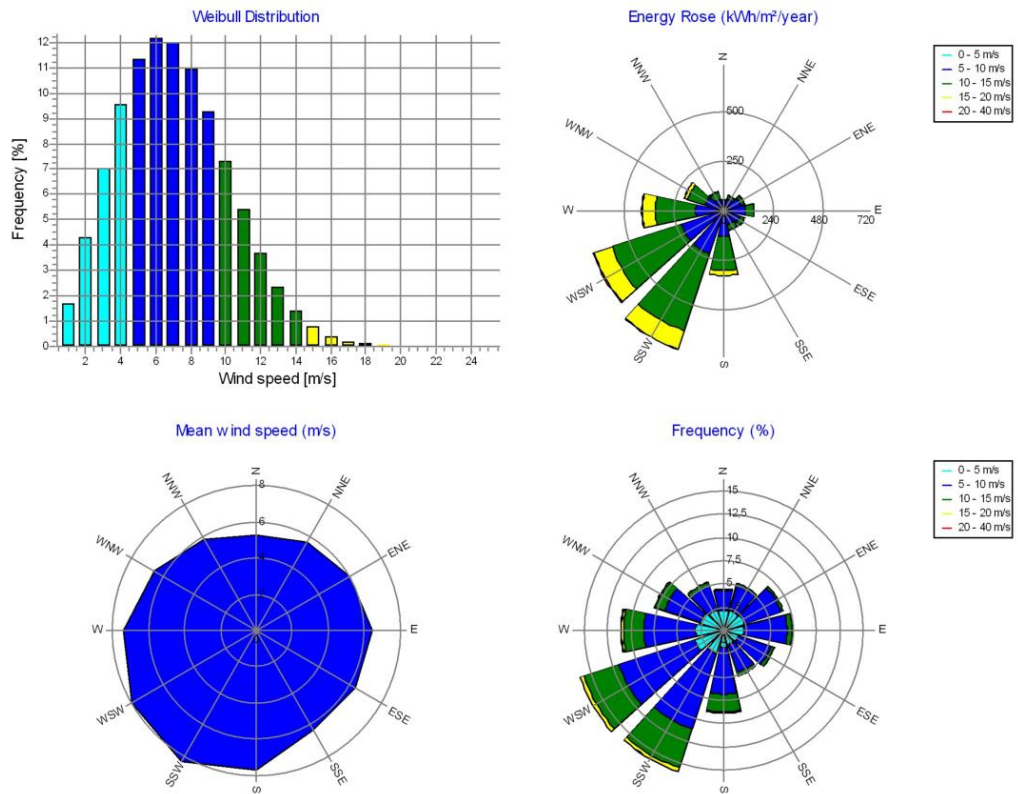 Weibull Distribution
Frequency [%]
12
11
10
9
8
7
6
5
4
3
2
1
0
2 4 6 8 10 12 14 16 18 20 22 24
Wind speed [m/s]
Energy Rose (kWh/m²/year)
N
NNW NNE
500
WNW ENE
250
W 240 480 720 E
WSW ESE
SSW SSE
S
0 - 5 m/s
5 - 10 m/s
10 - 15 m/s
15 - 20 m/s
20 - 40 m/s
Mean wind speed (m/s)
N
8
NNW NNE
6
WNW ENE
W E
WSW ESE
SSW SSE
S
Frequency (%)
N
15
NNW NNE
12,5
10
WNW ENE
7,5
5
W E
WSW ESE
SSW SSE
S
0 - 5 m/s
5 - 10 m/s
10 - 15 m/s
15 - 20 m/s
20 - 40 m/s